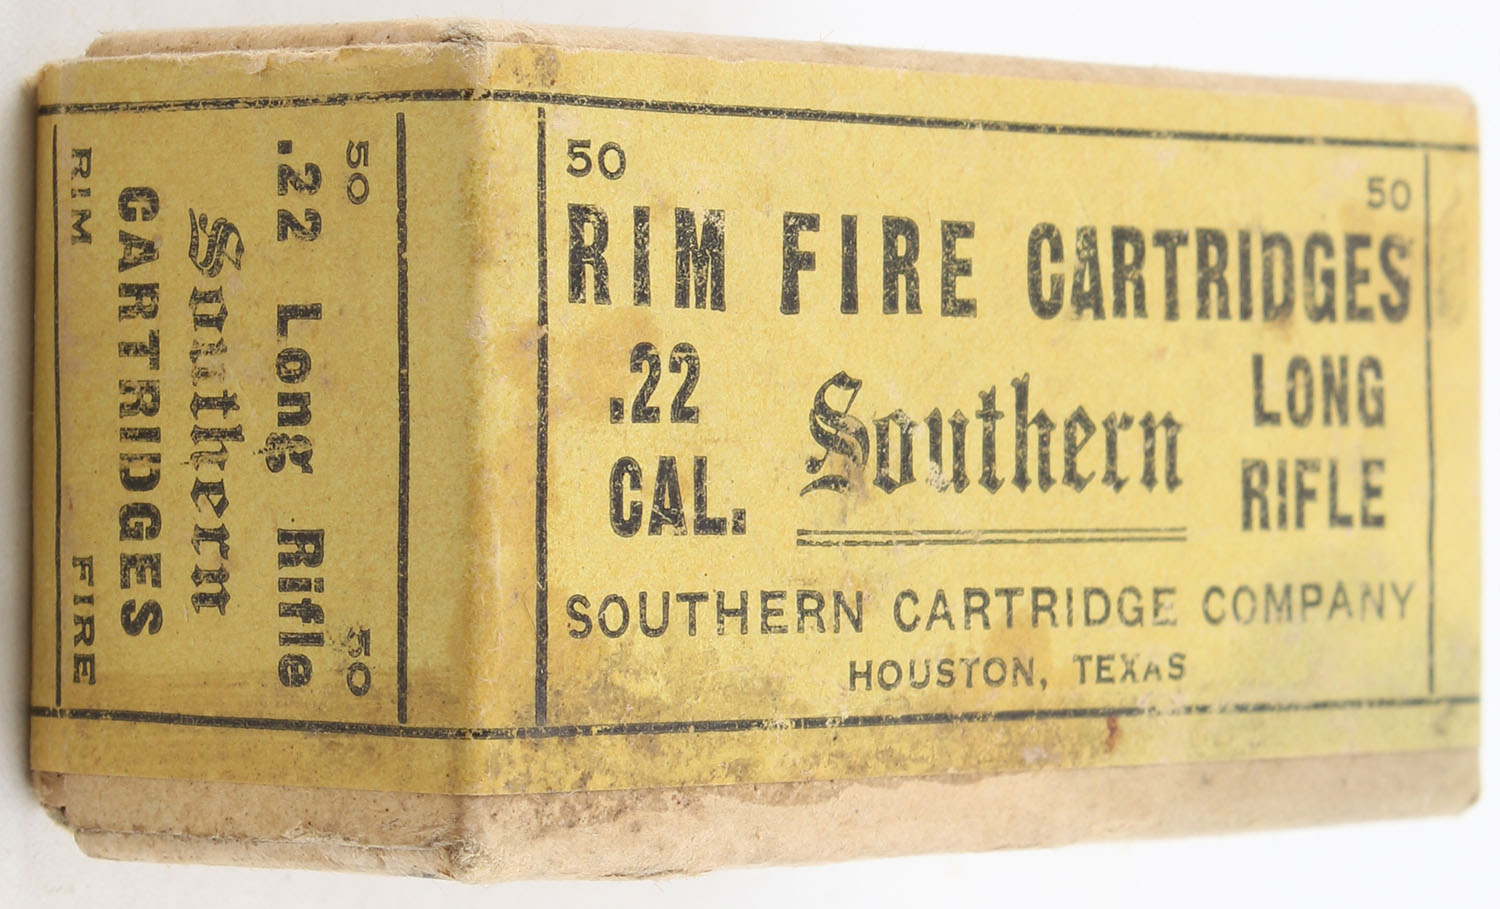 50 50
RIM FIRE CARTRIDGES
.22 Southern LONG
CAL. RIFLE
SOUTHERN CARTRIDGE COMPANY
HOUSTON, TEXAS
50 50
.22 Long Rifle
Southern
CARTRIDGES
RIM FIRE